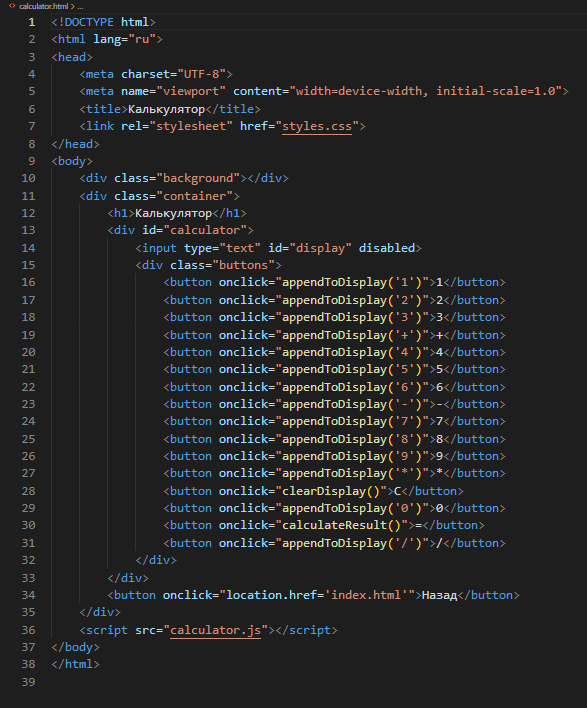 calculator.html > ...
1 <!DOCTYPE html>
2 <html lang="ru">
3 <head>
4     <meta charset="UTF-8">
5     <meta name="viewport" content="width=device-width, initial-scale=1.0">
6     <title>Калькулятор</title>
7     <link rel="stylesheet" href="styles.css">
8 </head>
9 <body>
10     <div class="background"></div>
11     <div class="container">
12         <h1>Калькулятор</h1>
13         <div id="calculator">
14             <input type="text" id="display" disabled>
15             <div class="buttons">
16                 <button onclick="appendToDisplay('1')">1</button>
17                 <button onclick="appendToDisplay('2')">2</button>
18                 <button onclick="appendToDisplay('3')">3</button>
19                 <button onclick="appendToDisplay('+')">+</button>
20                 <button onclick="appendToDisplay('4')">4</button>
21                 <button onclick="appendToDisplay('5')">5</button>
22                 <button onclick="appendToDisplay('6')">6</button>
23                 <button onclick="appendToDisplay('-')">-</button>
24                 <button onclick="appendToDisplay('7')">7</button>
25                 <button onclick="appendToDisplay('8')">8</button>
26                 <button onclick="appendToDisplay('9')">9</button>
27                 <button onclick="appendToDisplay('*')">*</button>
28                 <button onclick="clearDisplay()">C</button>
29                 <button onclick="appendToDisplay('0')">0</button>
30                 <button onclick="calculateResult()">=</button>
31                 <button onclick="appendToDisplay('/')">/</button>
32             </div>
33         </div>
34         <button onclick="location.href='index.html'">Назад</button>
35     </div>
36     <script src="calculator.js"></script>
37 </body>
38 </html>
39